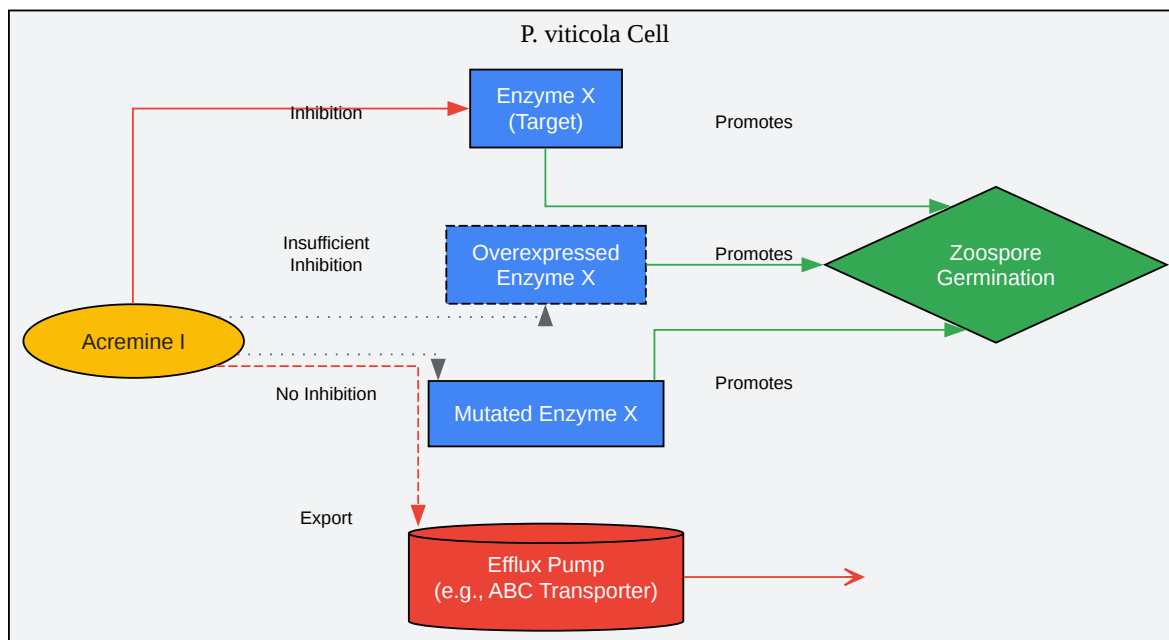 P. viticola Cell
Enzyme X
(Target)
Inhibition
Promotes
Insufficient
Inhibition
Overexpressed
Enzyme X
Promotes
Zoospore
Germination
Acremine I
No Inhibition
Mutated Enzyme X
Promotes
Export
Efflux Pump
(e.g., ABC Transporter)